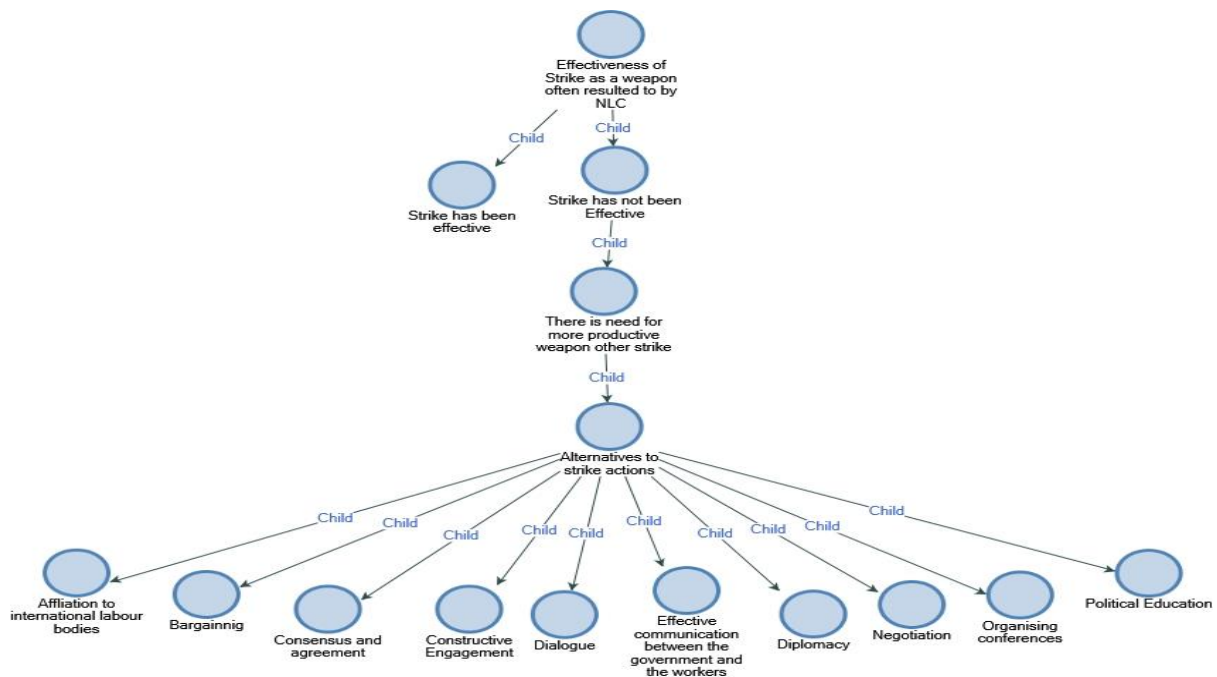 Effectiveness of
Strike as a weapon
often resulted to by
NLC
Child
Child
Strike has been
effective
Strike has not been
Effective
Child
There is need for
more productive
weapon other strike
Child
Alternatives to
strike actions
Child
Child
Child
Child
Child
Child
Child
Child
Child
Child
Affliation to
international labour
bodies
Bargainnig
Consensus and
agreement
Constructive
Engagement
Dialogue
Effective
communication
between the
government and
the workers
Diplomacy
Negotiation
Organising
conferences
Political Education